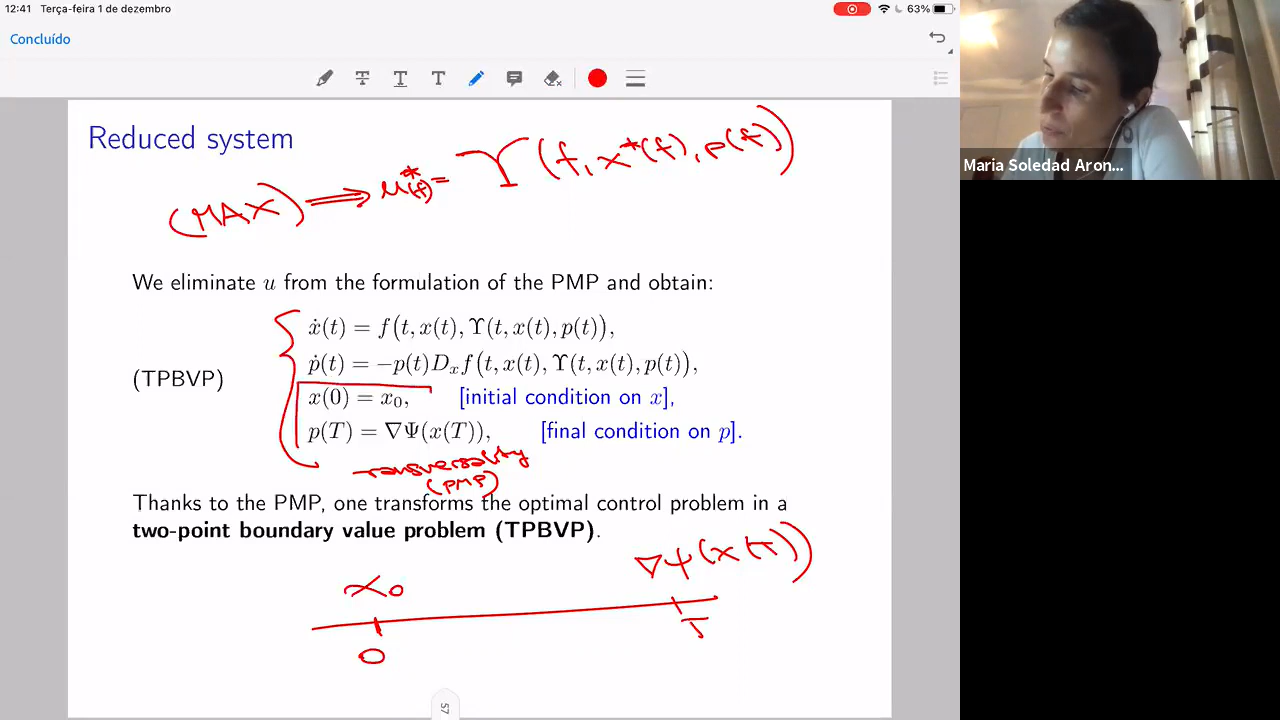 12:41 Terça-feira 1 de dezembro
63%
Concluído
Maria Soledad Aron...
Reduced system
(MAX) ⟹ u*(t) = ϒ(t, x*(t), p(t))
We eliminate u from the formulation of the PMP and obtain:
ẋ(t) = f(t, x(t), ϒ(t, x(t), p(t)),
ṗ(t) = −p(t)Dₓf(t, x(t), ϒ(t, x(t), p(t)),
(TPBVP)
x(0) = x₀, [initial condition on x],
p(T) = ∇Ψ(x(T)), [final condition on p].
transversality
(PMP)
Thanks to the PMP, one transforms the optimal control problem in a
two-point boundary value problem (TPBVP).
x₀ ∇Ψ(x(T))
0 T
57